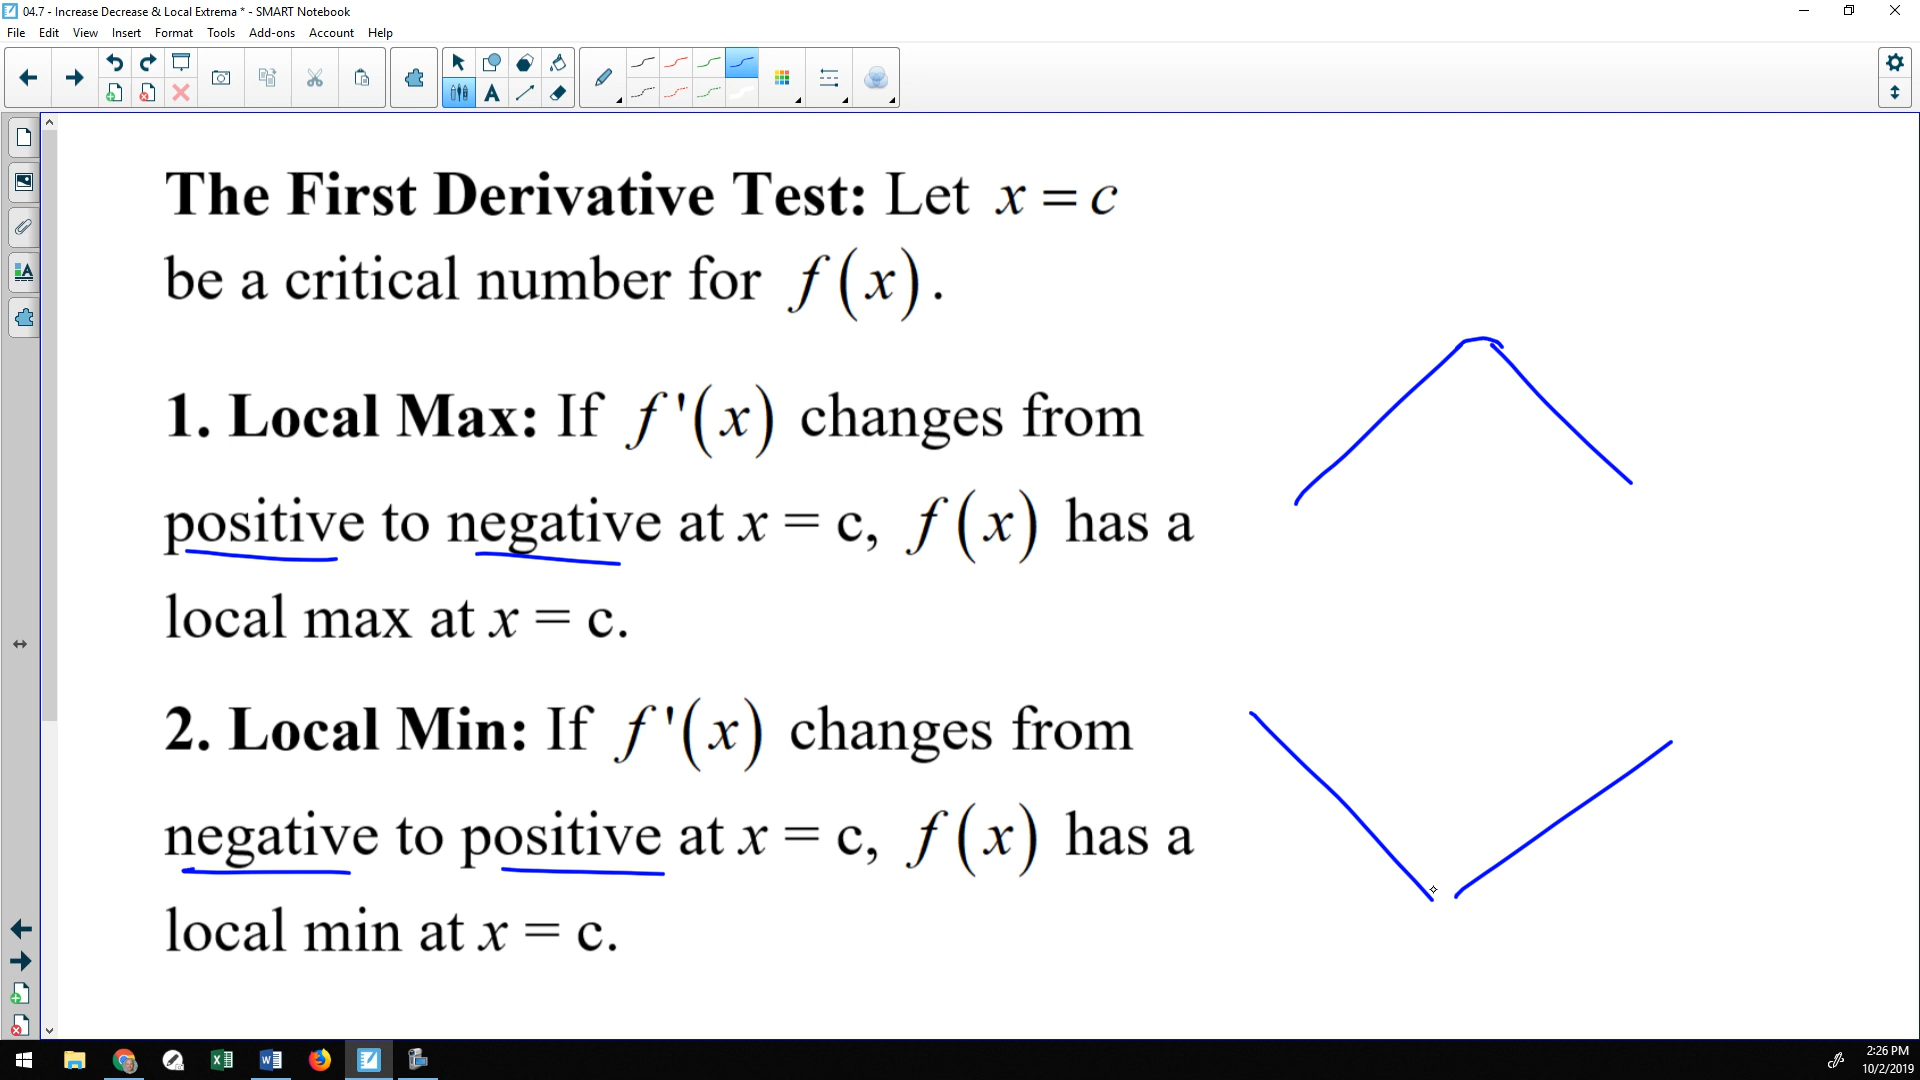 04.7 - Increase Decrease & Local Extrema * - SMART Notebook
File Edit View Insert Format Tools Add-ons Account Help
The First Derivative Test: Let x = c
be a critical number for f(x).
1. Local Max: If f'(x) changes from
positive to negative at x = c, f(x) has a
local max at x = c.
2. Local Min: If f'(x) changes from
negative to positive at x = c, f(x) has a
local min at x = c.
2:26 PM
10/2/2019